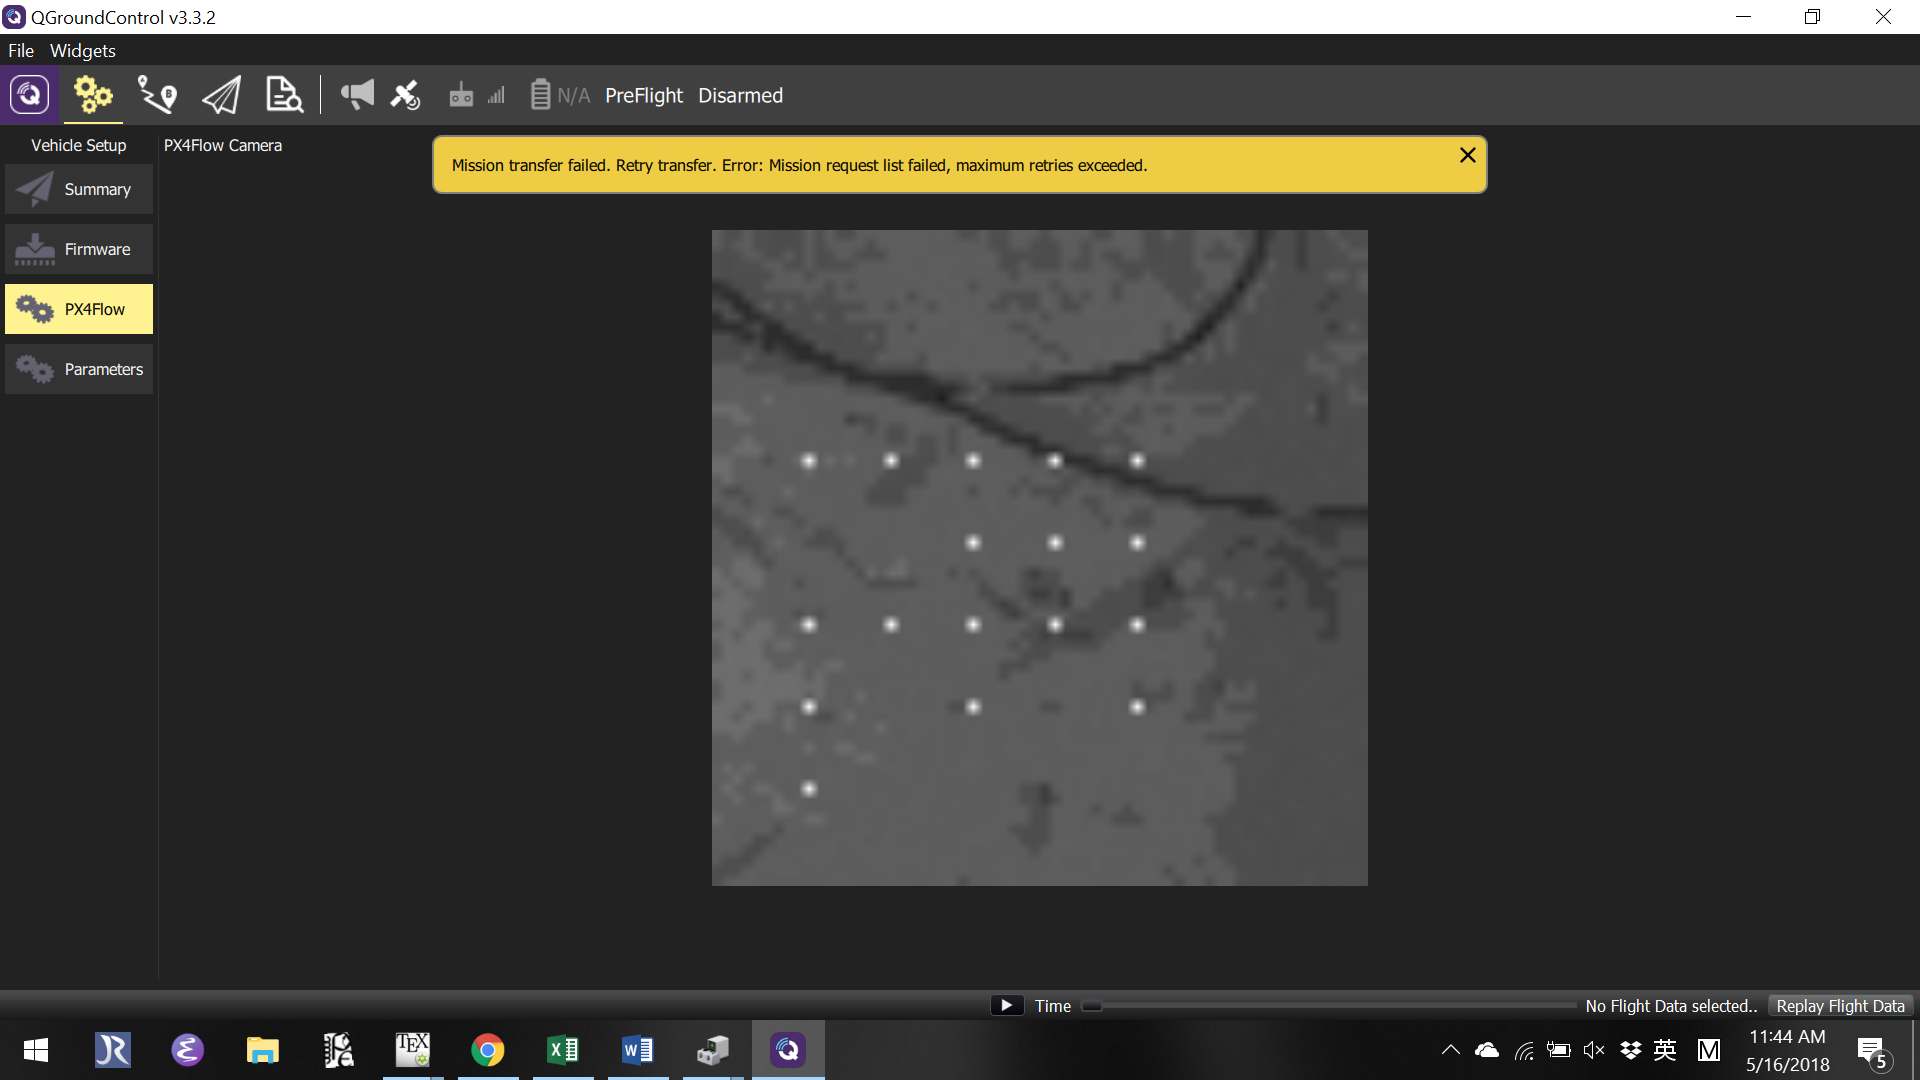 QGroundControl v3.3.2
File Widgets
N/A PreFlight Disarmed
Vehicle Setup
PX4Flow Camera
Mission transfer failed. Retry transfer. Error: Mission request list failed, maximum retries exceeded.
Summary
Firmware
PX4Flow
Parameters
Time
No Flight Data selected..
Replay Flight Data
TEX
英
M
11:44 AM
5/16/2018
5